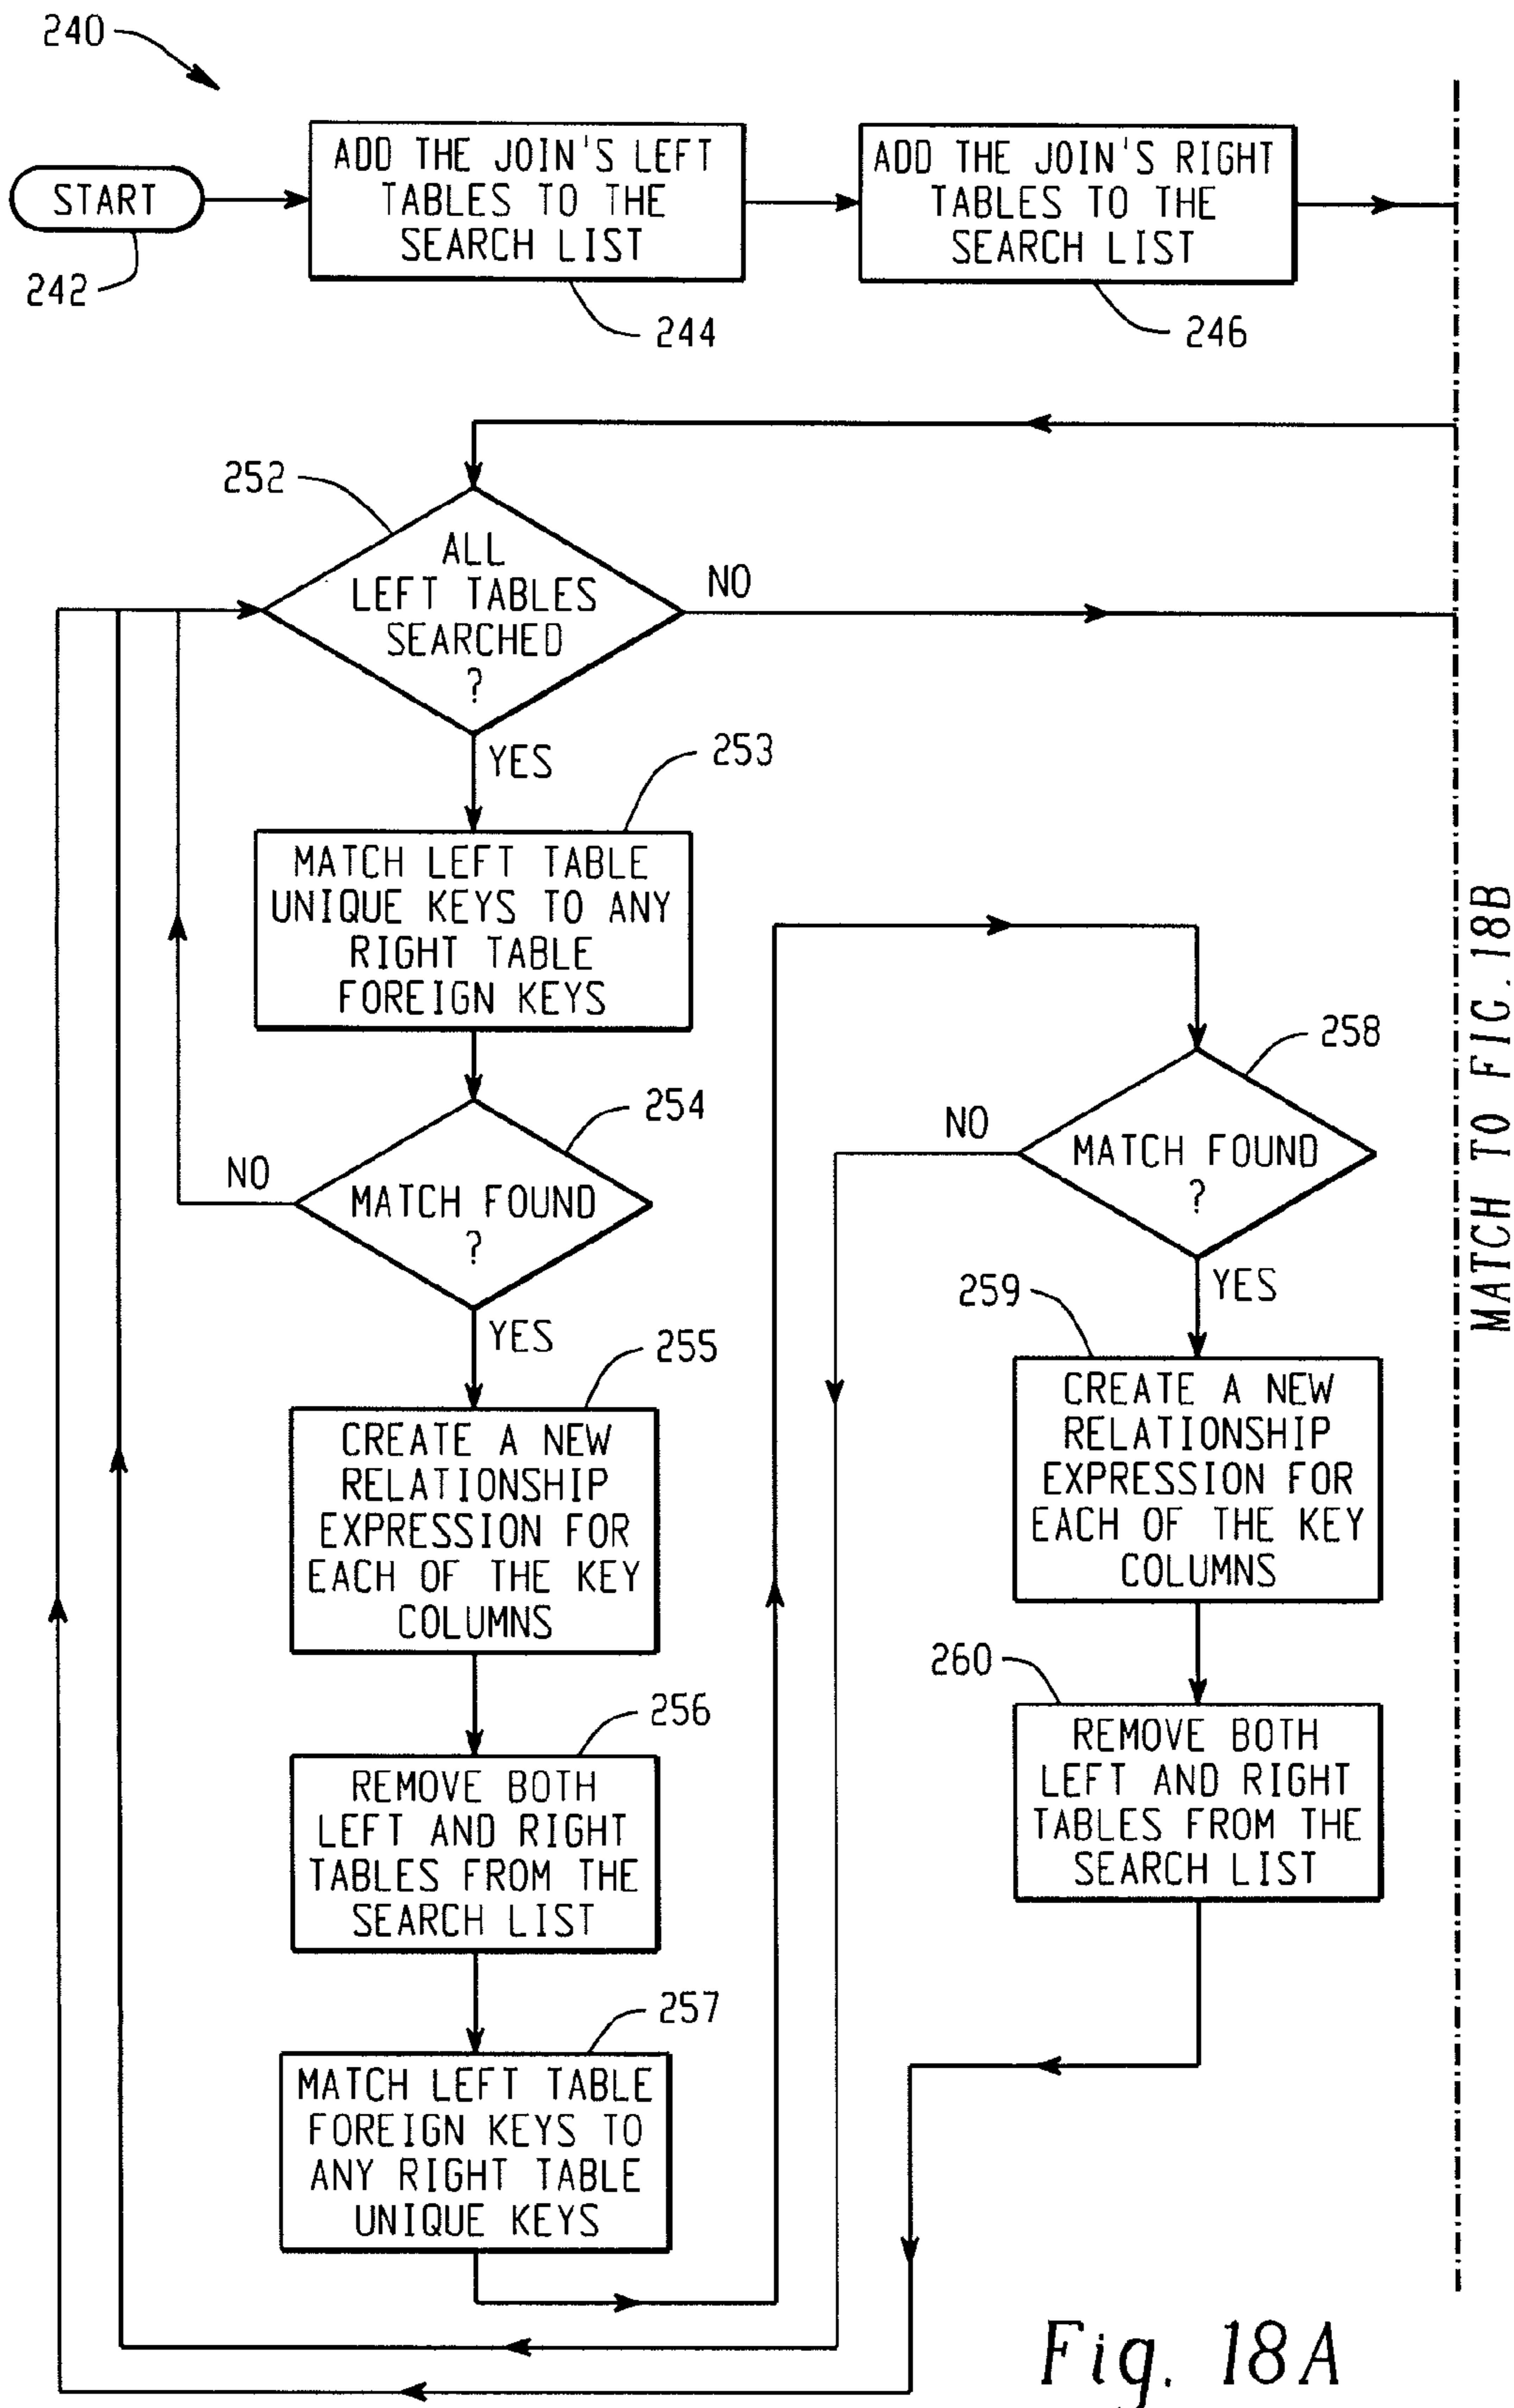 240
START
242
ADD THE JOIN'S LEFT
TABLES TO THE
SEARCH LIST
244
ADD THE JOIN'S RIGHT
TABLES TO THE
SEARCH LIST
246
252
ALL
LEFT TABLES
SEARCHED
?
NO
YES
253
MATCH LEFT TABLE
UNIQUE KEYS TO ANY
RIGHT TABLE
FOREIGN KEYS
254
NO
MATCH FOUND
?
YES
255
CREATE A NEW
RELATIONSHIP
EXPRESSION FOR
EACH OF THE KEY
COLUMNS
256
REMOVE BOTH
LEFT AND RIGHT
TABLES FROM THE
SEARCH LIST
257
MATCH LEFT TABLE
FOREIGN KEYS TO
ANY RIGHT TABLE
UNIQUE KEYS
258
NO
MATCH FOUND
?
YES
259
CREATE A NEW
RELATIONSHIP
EXPRESSION FOR
EACH OF THE KEY
COLUMNS
260
REMOVE BOTH
LEFT AND RIGHT
TABLES FROM THE
SEARCH LIST
MATCH TO FIG. 18B
Fig. 18A